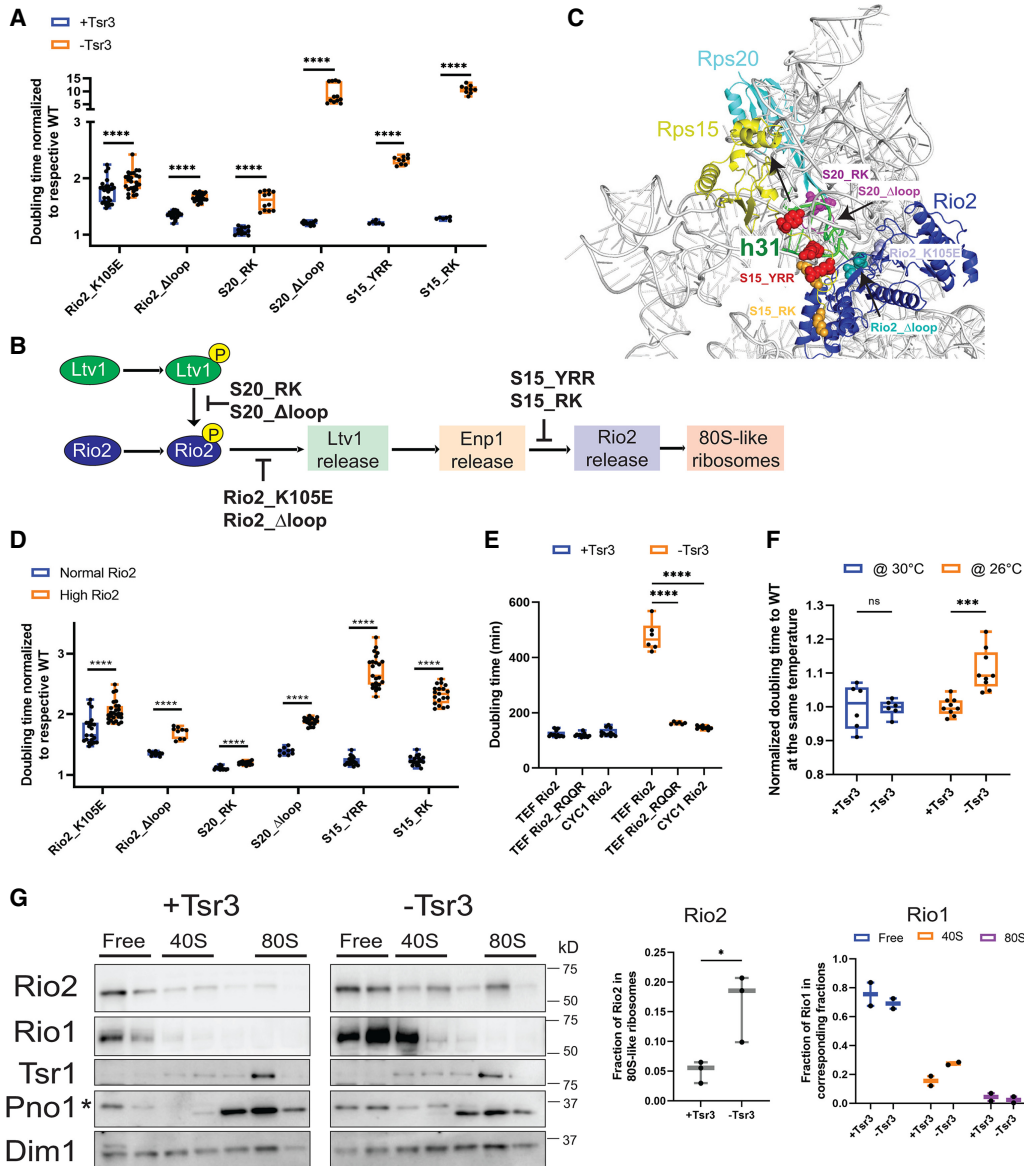 A
+Tsr3
-Tsr3
Doubling time normalized
to respective WT
15
10
5
3
2
1
****
****
****
****
****
****
Rio2_K105E
Rio2_Δloop
S20_RK
S20_Δloop
S15_YRR
S15_RK
B
Ltv1
Ltv1
P
S20_RK
S20_Δloop
S15_YRR
S15_RK
Rio2
Rio2
P
Ltv1
release
Enp1
release
Rio2
release
80S-like
ribosomes
Rio2_K105E
Rio2_Δloop
C
Rps20
Rps15
S20_RK
S20_Δloop
Rio2
h31
Rio2_K105E
S15_YRR
S15_RK
Rio2_Δloop
D
Normal Rio2
High Rio2
Doubling time normalized
to respective WT
3
2
1
****
****
****
****
****
****
Rio2_K105E
Rio2_Δloop
S20_RK
S20_Δloop
S15_YRR
S15_RK
E
+Tsr3
-Tsr3
Doubling time (min)
600
400
200
0
****
****
TEF Rio2
TEF Rio2_RQQR
CYC1 Rio2
TEF Rio2
TEF Rio2_RQQR
CYC1 Rio2
F
@ 30°C
@ 26°C
Normalized doubling time to WT
at the same temperature
1.3
1.2
1.1
1.0
0.9
0.8
ns
***
+Tsr3
-Tsr3
+Tsr3
-Tsr3
G
+Tsr3
-Tsr3
Free
40S
80S
Free
40S
80S
kD
Rio2
75
50
Rio1
75
50
Tsr1
75
Pno1*
37
Dim1
37
Rio2
Fraction of Rio2 in
80S-like ribosomes
0.25
0.20
0.15
0.10
0.05
0.00
*
+Tsr3
-Tsr3
Rio1
Free
40S
80S
Fraction of Rio1 in
corresponding fractions
1.0
0.8
0.6
0.4
0.2
0.0
+Tsr3
-Tsr3
+Tsr3
-Tsr3
+Tsr3
-Tsr3